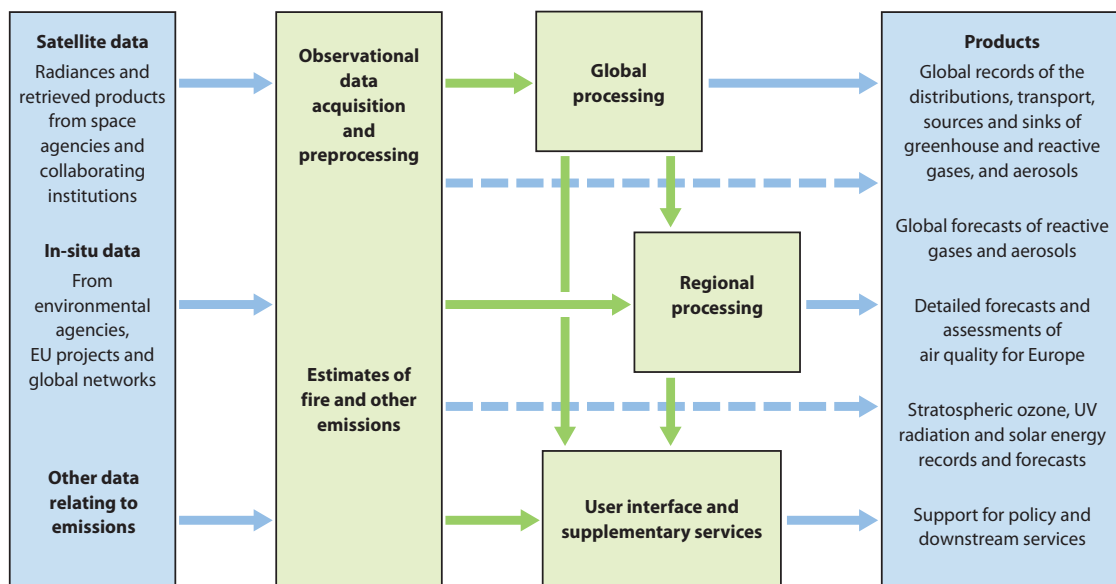 Satellite data
Radiances and
retrieved products
from space
agencies and
collaborating
institutions
In-situ data
From
environmental
agencies,
EU projects and
global networks
Other data
relating to
emissions
Observational
data
acquisition
and
preprocessing
Estimates of
fire and other
emissions
Global
processing
Regional
processing
User interface and
supplementary services
Products
Global records of the
distributions, transport,
sources and sinks of
greenhouse and reactive
gases, and aerosols
Global forecasts of reactive
gases and aerosols
Detailed forecasts and
assessments of
air quality for Europe
Stratospheric ozone, UV
radiation and solar energy
records and forecasts
Support for policy and
downstream services